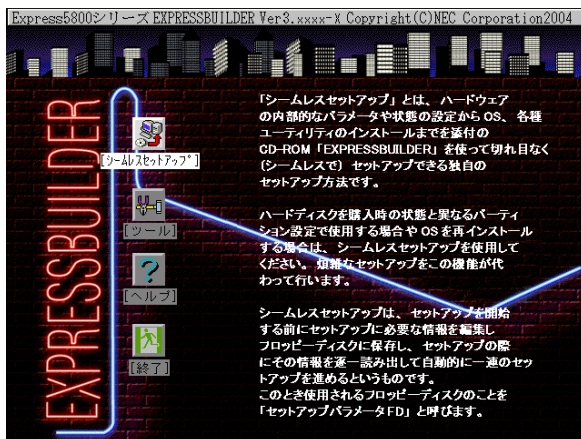 Express5800シリーズ EXPRESSBUILDER Ver3.xxxx-X Copyright(C)NEC Corporation2004
EXPRESSBUILDER
[シームレスセットアップ]
[ツール]
[ヘルプ]
[終了]
「シームレスセットアップ」とは、ハードウェア
の内部的なパラメータや状態の設定から OS、各種
ユーティリティのインストールまでを添付の
CD-ROM「EXPRESSBUILDER」を使って切れ目なく
(シームレスで) セットアップできる独自の
セットアップ方法です。
ハードディスクを購入時の状態と異なるパーティ
ション設定で使用する場合や OS を再インストール
する場合は、シームレスセットアップを使用して
ください。煩雑なセットアップをこの機能が代
わって行います。
シームレスセットアップは、セットアップを開始
する前にセットアップに必要な情報を編集し
フロッピーディスクに保存し、セットアップの際
にその情報を逐一読み出して自動的に一連のセッ
トアップを進めるというものです。
このとき使用されるフロッピーディスクのことを
「セットアップパラメータFD」と呼びます。